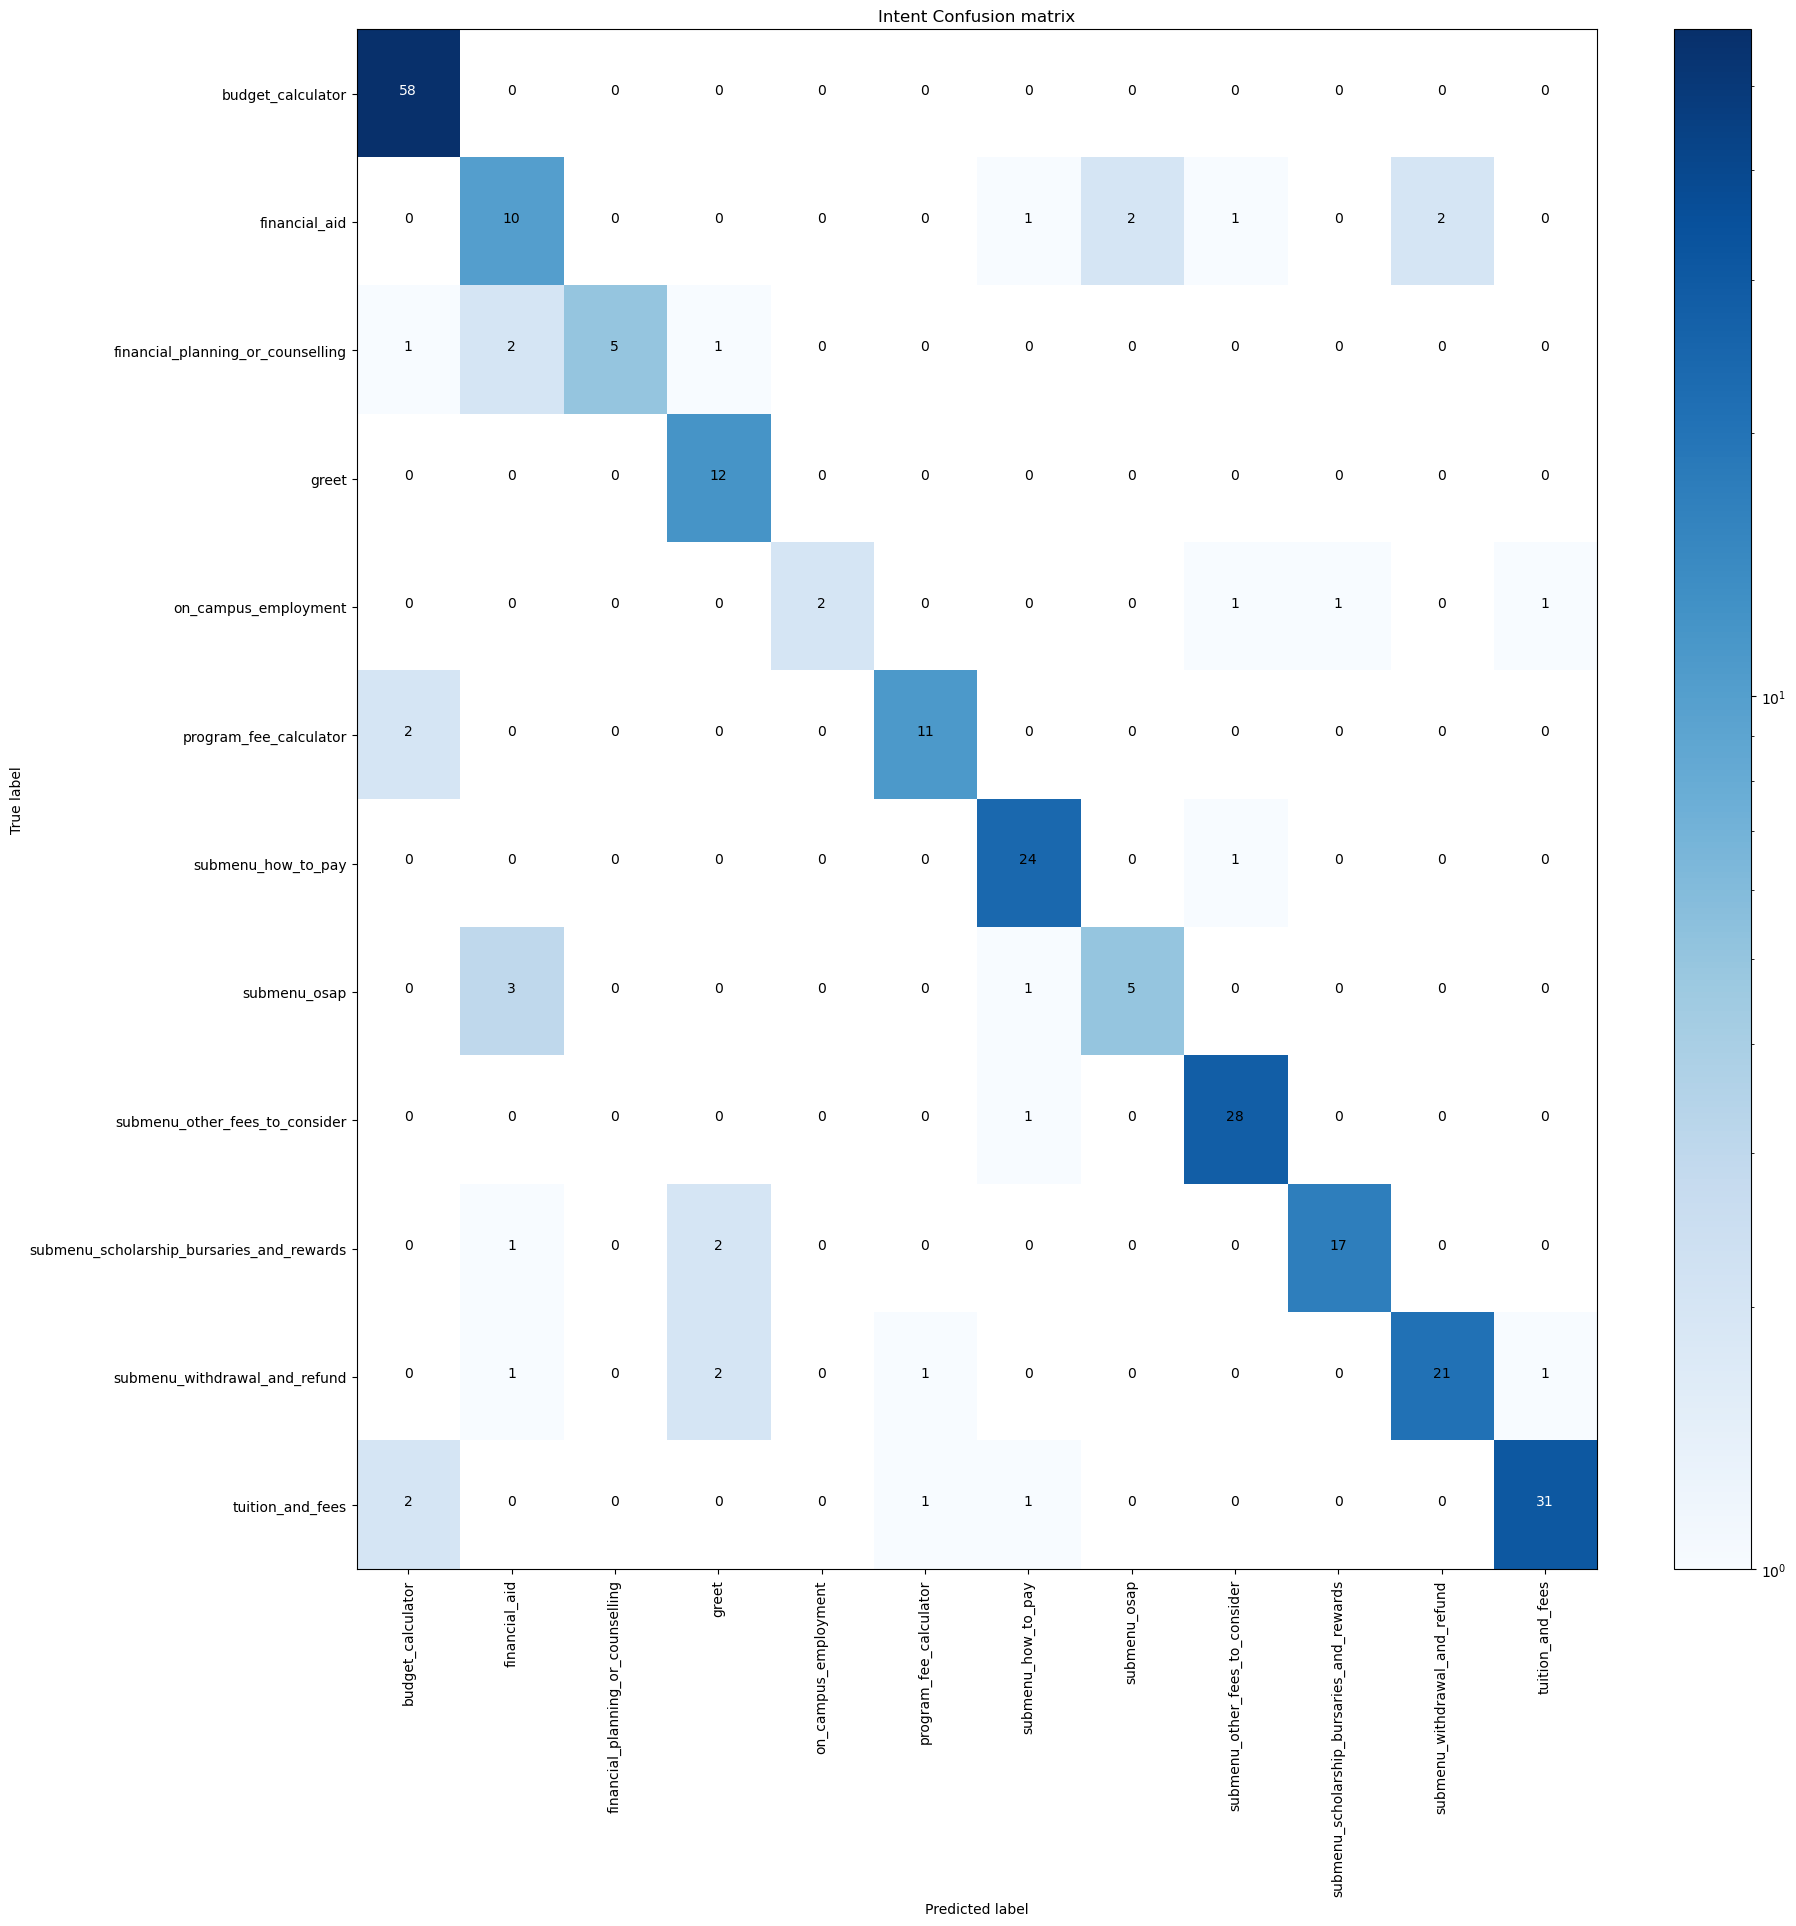 Intent Confusion matrix
budget_calculator 58 0 0 0 0 0 0 0 0 0 0 0
financial_aid 0 10 0 0 0 0 1 2 1 0 2 0
financial_planning_or_counselling 1 2 5 1 0 0 0 0 0 0 0 0
greet 0 0 0 12 0 0 0 0 0 0 0 0
on_campus_employment 0 0 0 0 2 0 0 0 1 1 0 1
program_fee_calculator 2 0 0 0 0 11 0 0 0 0 0 0
submenu_how_to_pay 0 0 0 0 0 0 24 0 1 0 0 0
submenu_osap 0 3 0 0 0 0 1 5 0 0 0 0
submenu_other_fees_to_consider 0 0 0 0 0 0 1 0 28 0 0 0
submenu_scholarship_bursaries_and_rewards 0 1 0 2 0 0 0 0 0 17 0 0
submenu_withdrawal_and_refund 0 1 0 2 0 1 0 0 0 0 21 1
tuition_and_fees 2 0 0 0 0 1 1 0 0 0 0 31
True label
budget_calculator
financial_aid
financial_planning_or_counselling
greet
on_campus_employment
program_fee_calculator
submenu_how_to_pay
submenu_osap
submenu_other_fees_to_consider
submenu_scholarship_bursaries_and_rewards
submenu_withdrawal_and_refund
tuition_and_fees
Predicted label
10¹
10⁰